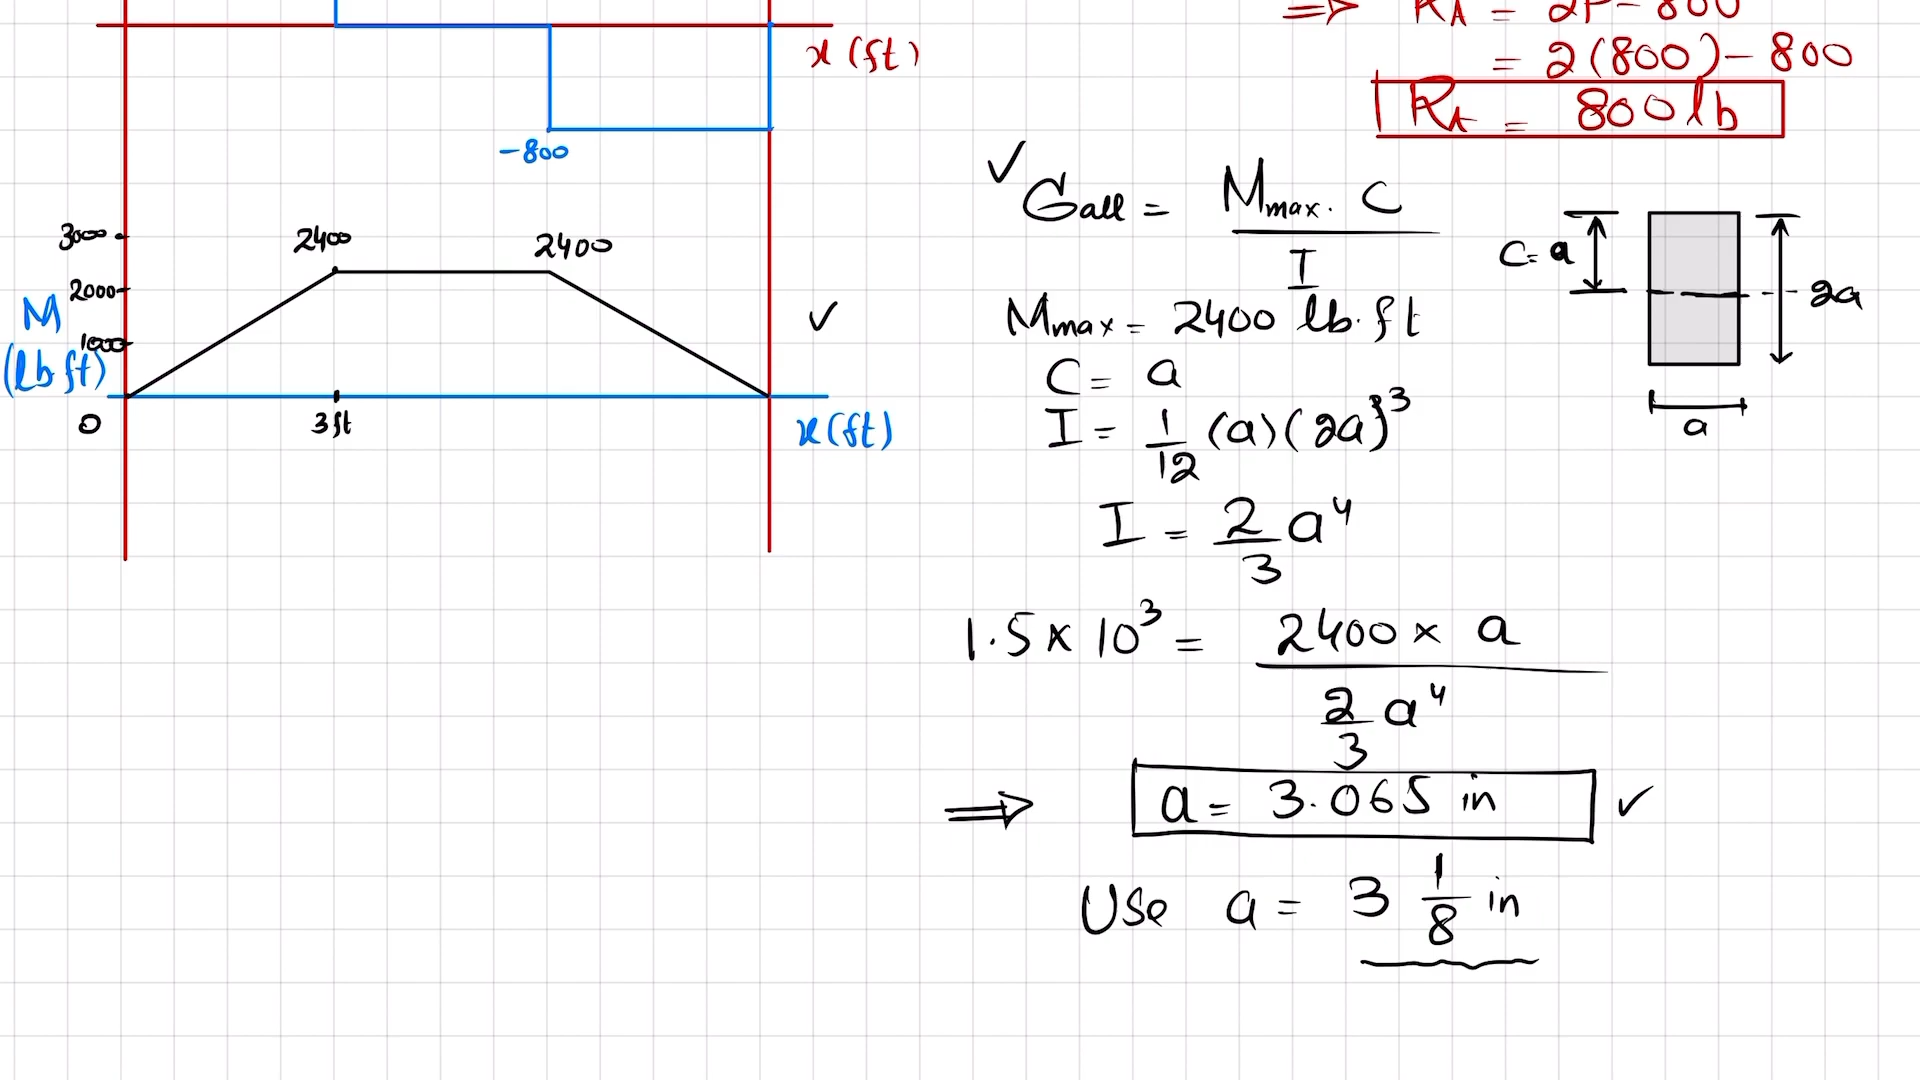 => RA = 2P - 800
= 2(800) - 800
RA = 800 lb
x (ft)
-800
3000
2400
2400
2000
M
1000
(lb ft)
0
3 ft
x (ft)
✓ σall = Mmax. C / I
Mmax = 2400 lb.ft
C = a
I = 1/12 (a)(2a)³
I = 2/3 a⁴
C = a
2a
a
1.5 x 10³ = 2400 x a / 2/3 a⁴
=> a = 3.065 in ✓
Use a = 3 1/8 in